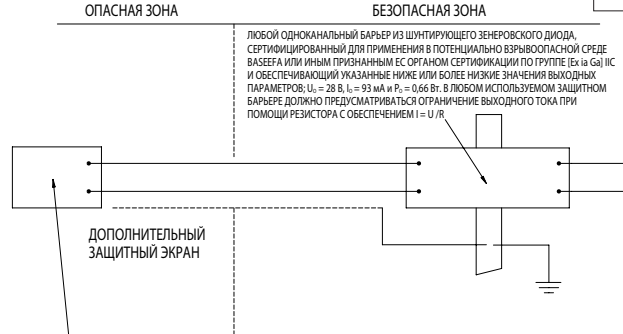 ОПАСНАЯ ЗОНА
БЕЗОПАСНАЯ ЗОНА
ЛЮБОЙ ОДНОКАНАЛЬНЫЙ БАРЬЕР ИЗ ШУНТИРУЮЩЕГО ЗЕНЕРОВСКОГО ДИОДА,
СЕРТИФИЦИРОВАННЫЙ ДЛЯ ПРИМЕНЕНИЯ В ПОТЕНЦИАЛЬНО ВЗРЫВООПАСНОЙ СРЕДЕ
BASEEFA ИЛИ ИНЫМ ПРИЗНАННЫМ ЕС ОРГАНОМ СЕРТИФИКАЦИИ ПО ГРУППЕ [Ex ia Ga] IIC
И ОБЕСПЕЧИВАЮЩИЙ УКАЗАННЫЕ НИЖЕ ИЛИ БОЛЕЕ НИЗКИЕ ЗНАЧЕНИЯ ВЫХОДНЫХ
ПАРАМЕТРОВ; U₀ = 28 В, I₀ = 93 мА и P₀ = 0,66 Вт. В ЛЮБОМ ИСПОЛЬЗУЕМОМ ЗАЩИТНОМ
БАРЬЕРЕ ДОЛЖНО ПРЕДУСМАТРИВАТЬСЯ ОГРАНИЧЕНИЕ ВЫХОДНОГО ТОКА ПРИ
ПОМОЩИ РЕЗИСТОРА С ОБЕСПЕЧЕНИЕМ I = U /R
ДОПОЛНИТЕЛЬНЫЙ
ЗАЩИТНЫЙ ЭКРАН